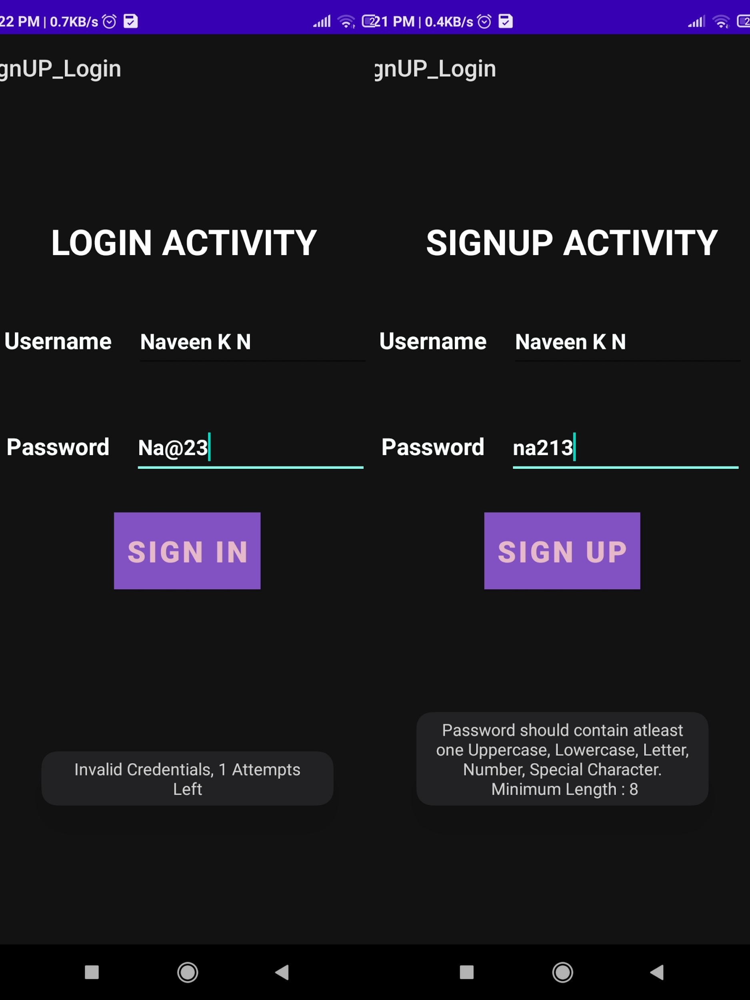 22 PM | 0.7KB/s
gnUP_Login
LOGIN ACTIVITY
Username Naveen K N
Password Na@23
SIGN IN
Invalid Credentials, 1 Attempts
Left
21 PM | 0.4KB/s
gnUP_Login
SIGNUP ACTIVITY
Username Naveen K N
Password na213
SIGN UP
Password should contain atleast
one Uppercase, Lowercase, Letter,
Number, Special Character.
Minimum Length : 8